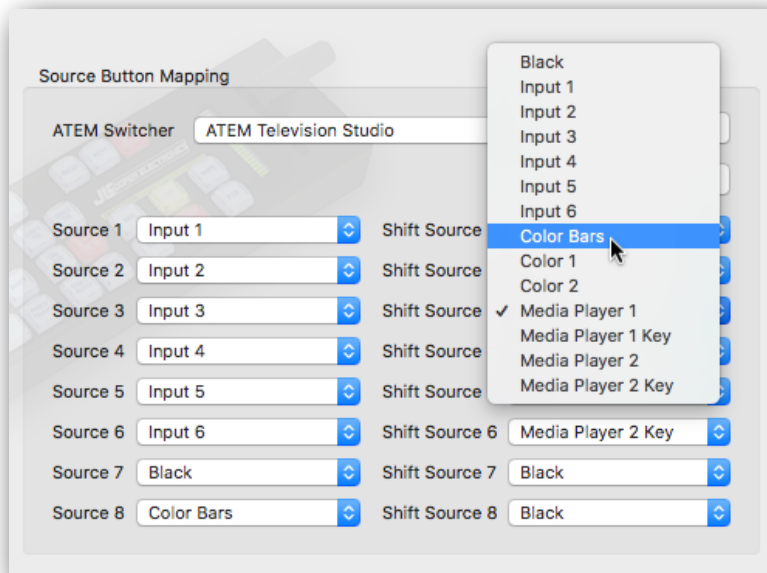 Source Button Mapping
ATEM Switcher ATEM Television Studio
Source 1 Input 1 Shift Source
Source 2 Input 2 Shift Source
Source 3 Input 3 Shift Source
Source 4 Input 4 Shift Source
Source 5 Input 5 Shift Source
Source 6 Input 6 Shift Source 6 Media Player 2 Key
Source 7 Black Shift Source 7 Black
Source 8 Color Bars Shift Source 8 Black
Black
Input 1
Input 2
Input 3
Input 4
Input 5
Input 6
Color Bars
Color 1
Color 2
✓ Media Player 1
Media Player 1 Key
Media Player 2
Media Player 2 Key